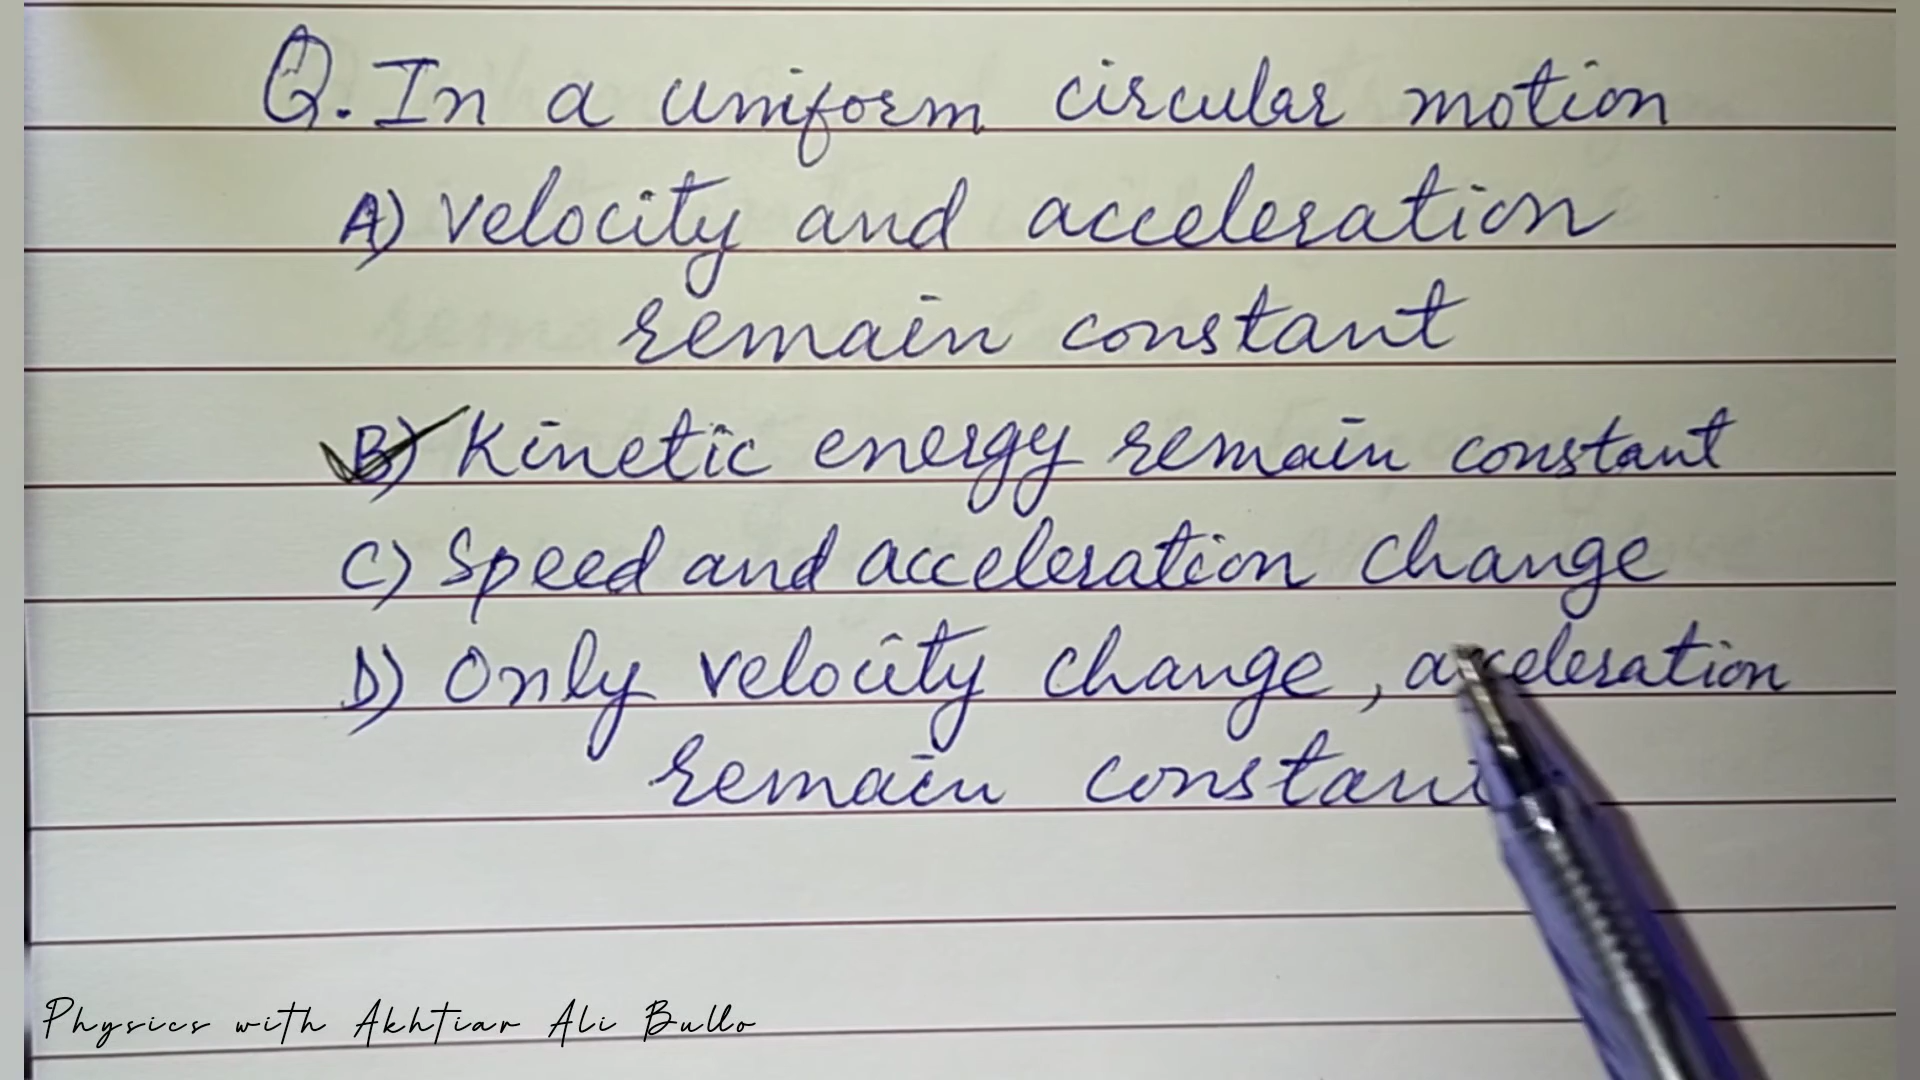 Q. In a uniform circular motion
A) Velocity and acceleration
remain constant
B) Kinetic energy remain constant
C) Speed and acceleration change
D) Only velocity change, acceleration
remain constant
Physics with Akhtiar Ali Bullo